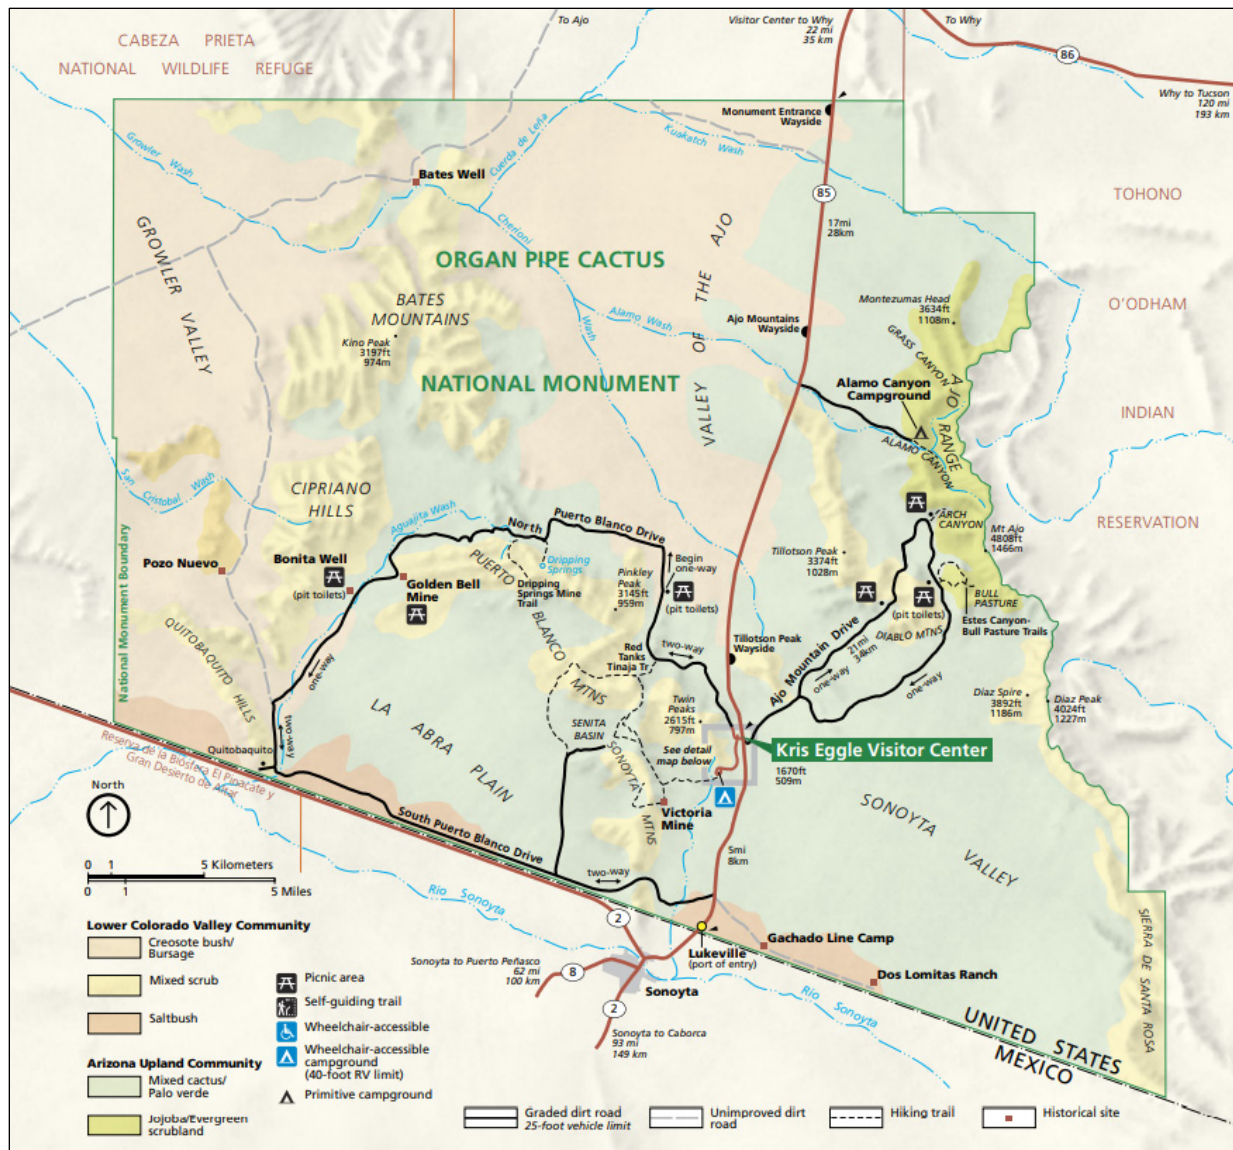 To Ajo
Visitor Center to Why
22 mi
35 km
To Why
86
Why to Tucson
120 mi
193 km
CABEZA PRIETA
NATIONAL WILDLIFE REFUGE
Monument Entrance
Wayside
Growler Wash
Cuerda de Leña
Kuakatch Wash
Bates Well
85
17mi
28km
TOHONO
O'ODHAM
INDIAN
RESERVATION
GROWLER VALLEY
Cherioni
Wash
ORGAN PIPE CACTUS
NATIONAL MONUMENT
VALLEY OF THE AJO
BATES
MOUNTAINS
Kino Peak
3197ft
974m
Alamo Wash
Ajo Mountains
Wayside
Montezumas Head
3634ft
1108m
GRASS CANYON
AJO RANGE
Alamo Canyon
Campground
ALAMO CANYON
San Cristobal Wash
CIPRIANO
HILLS
Aguajita Wash
North Puerto Blanco Drive
ARCH
CANYON
Mt Ajo
4808ft
1466m
National Monument Boundary
Pozo Nuevo
Bonita Well
(pit toilets)
Golden Bell
Mine
PUERTO BLANCO MTNS
Dripping
Springs
Dripping
Springs Mine
Trail
Pinkley
Peak
3145ft
959m
Begin
one-way
(pit toilets)
Tillotson Peak
3374ft
1028m
(pit toilets)
BULL
PASTURE
Estes Canyon-
Bull Pasture Trails
DIABLO MTNS
QUITOBAQUITO HILLS
one-way
two-way
Quitobaquito
Red
Tanks
Tinaja Tr
two-way
Tillotson Peak
Wayside
Ajo Mountain Drive
21mi
34km
one-way
one-way
Diaz Spire
3892ft
1186m
Diaz Peak
4024ft
1227m
LA ABRA PLAIN
SENITA
BASIN
SONOYTA MTNS
Twin
Peaks
2615ft
797m
See detail
map below
Kris Eggle Visitor Center
1670ft
509m
Reserva de la Biósfera El Pinacate y
Gran Desierto de Altar
Victoria
Mine
SONOYTA VALLEY
5mi
8km
South Puerto Blanco Drive
two-way
North
0 1 5 Kilometers
0 1 5 Miles
Rio Sonoyta
2
Lukeville
(port of entry)
Gachado Line Camp
Dos Lomitas Ranch
SIERRA DE SANTA ROSA
Sonoyta to Puerto Peñasco
62 mi
100 km
8
Sonoyta
2
Sonoyta to Caborca
93 mi
149 km
Rio Sonoyta
UNITED STATES
MEXICO
Lower Colorado Valley Community
Creosote bush/
Bursage
Mixed scrub
Saltbush
Arizona Upland Community
Mixed cactus/
Palo verde
Jojoba/Evergreen
scrubland
Picnic area
Self-guiding trail
Wheelchair-accessible
Wheelchair-accessible
campground
(40-foot RV limit)
Primitive campground
Graded dirt road
25-foot vehicle limit
Unimproved dirt
road
Hiking trail
Historical site